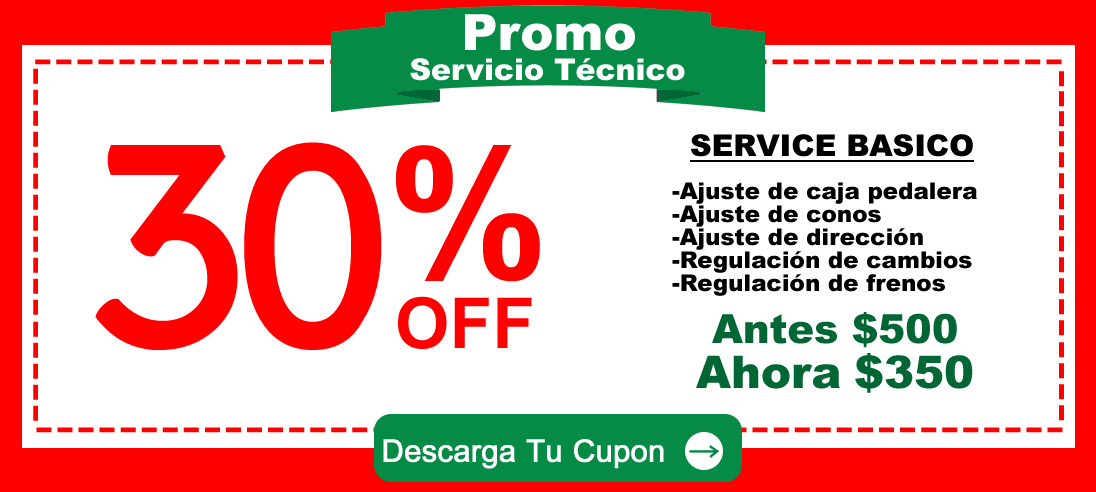 Promo
Servicio Técnico
30%
OFF
SERVICE BASICO
-Ajuste de caja pedalera
-Ajuste de conos
-Ajuste de dirección
-Regulación de cambios
-Regulación de frenos
Antes $500
Ahora $350
Descarga Tu Cupon